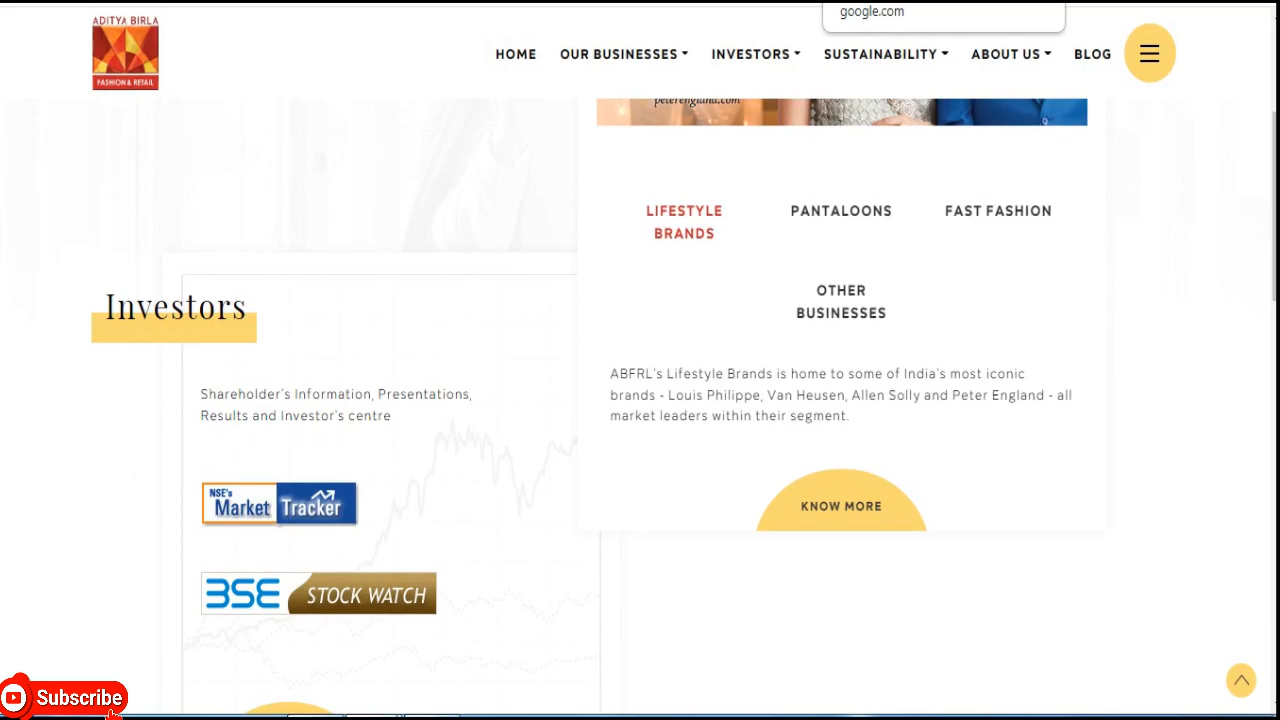 google.com
ADITYA BIRLA
FASHION & RETAIL
HOME OUR BUSINESSES INVESTORS SUSTAINABILITY ABOUT US BLOG
peterengland.com
LIFESTYLE
BRANDS
PANTALOONS
FAST FASHION
OTHER
BUSINESSES
ABFRL's Lifestyle Brands is home to some of India's most iconic
brands - Louis Philippe, Van Heusen, Allen Solly and Peter England - all
market leaders within their segment.
KNOW MORE
Investors
Shareholder's Information, Presentations,
Results and Investor's centre
NSE's
Market Tracker
BSE STOCK WATCH
Subscribe